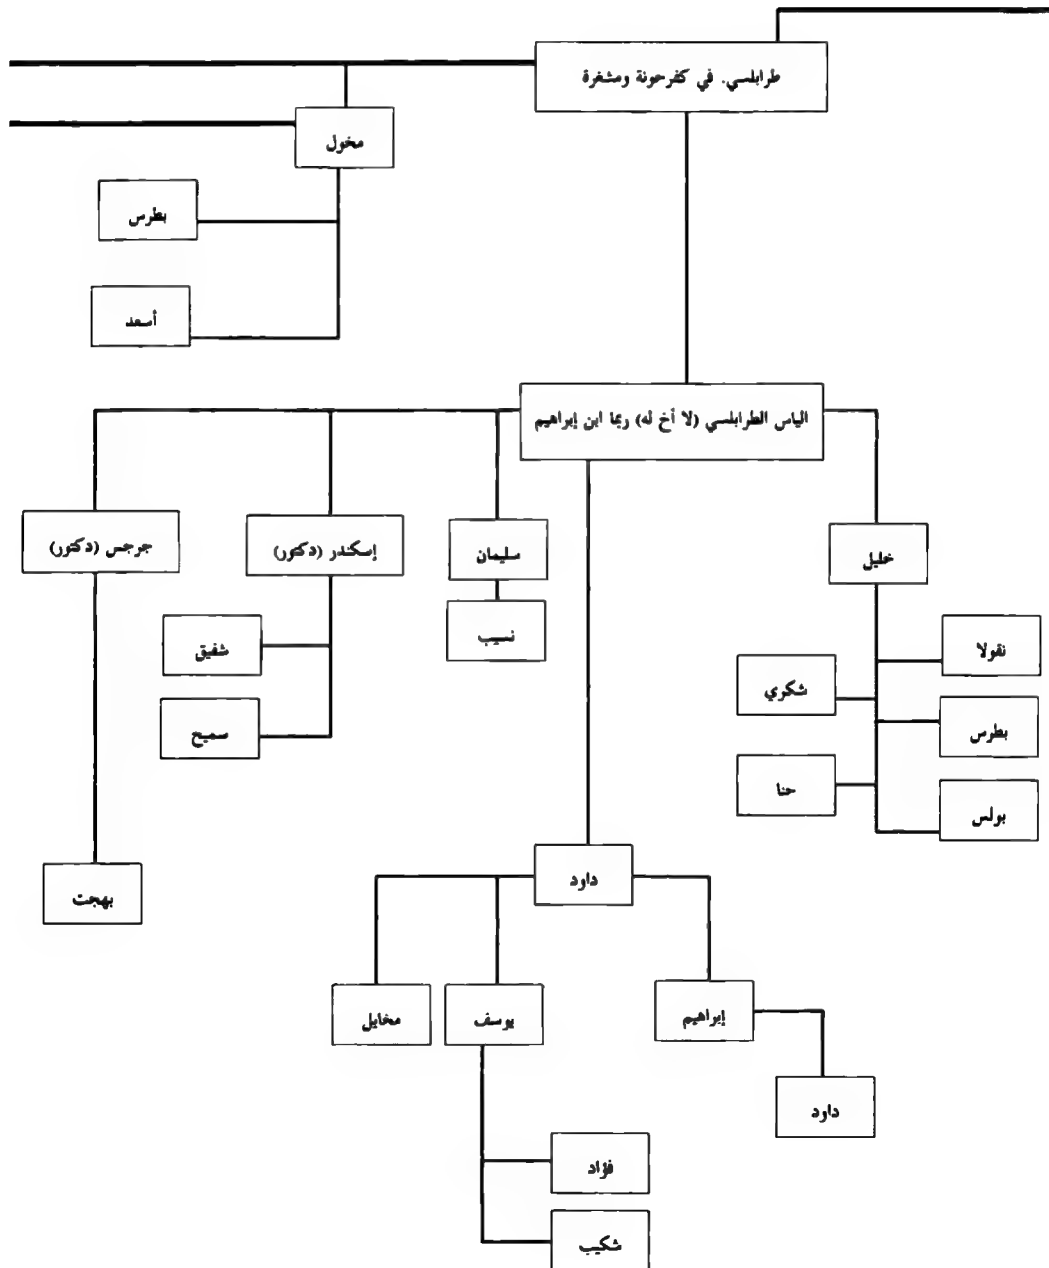 طرابلسي. في كفرحونة ومشغرة
مخول
بطرس
أسعد
الياس الطرابلسي (لا أخ له) ربما ابن إبراهيم
خليل
سليمان
إسكندر (دكتور)
جرجس (دكتور)
نسيب
شفيق
سميح
نقولا
شكري
بطرس
حنا
بولس
داود
بهجت
إبراهيم
يوسف
مخايل
داود
فؤاد
شكيب